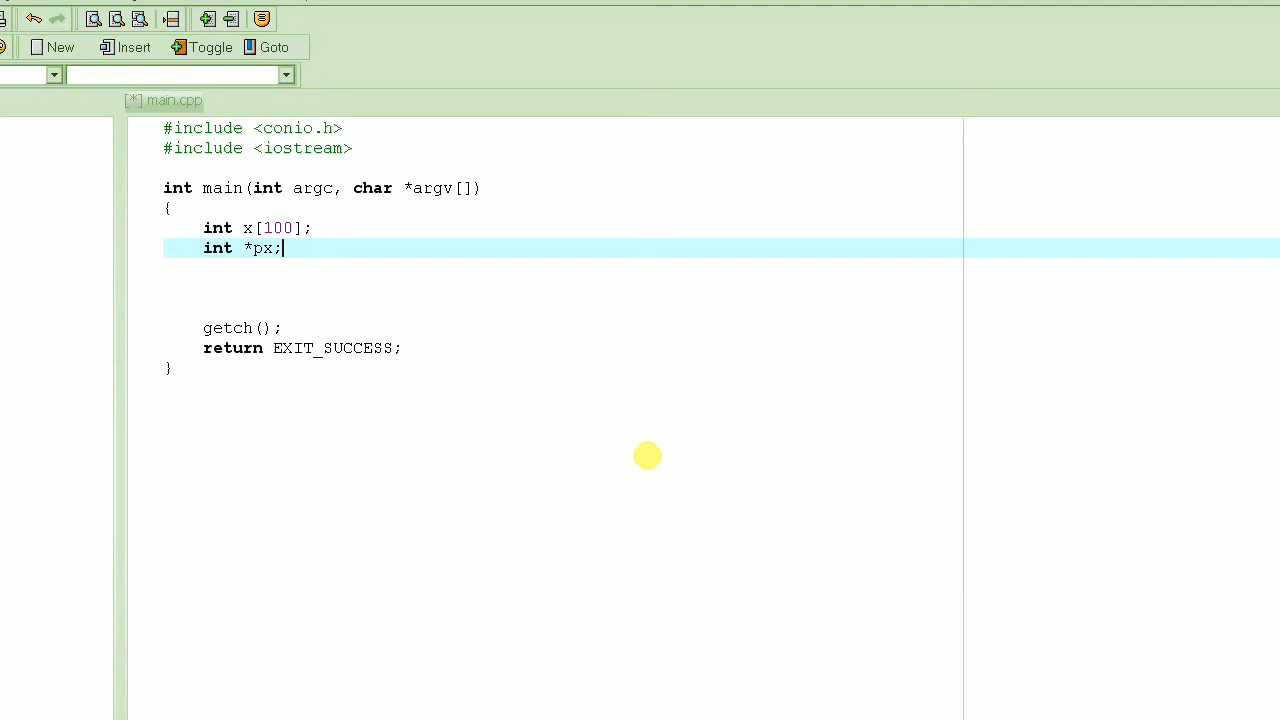 New Insert Toggle Goto
[*] main.cpp
#include <conio.h>
#include <iostream>
int main(int argc, char *argv[])
{
int x[100];
int *px;
getch();
return EXIT_SUCCESS;
}